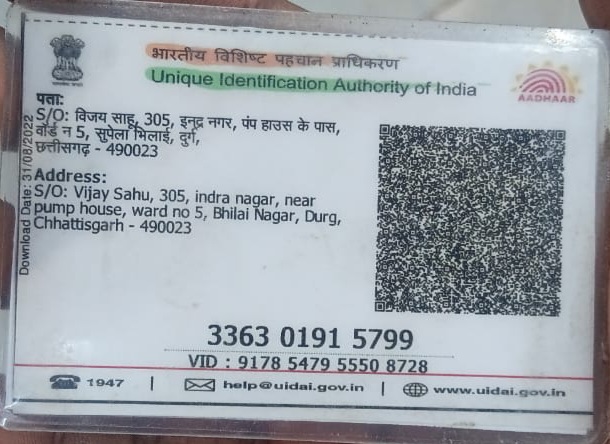 भारतीय विशिष्ट पहचान प्राधिकरण
Unique Identification Authority of India
AADHAAR
पता:
S/O: विजय साहू, 305, इन्द्र नगर, पंप हाउस के पास,
वॉर्ड न 5, सुपेला भिलाई, दुर्ग,
छत्तीसगढ़ - 490023
Address:
S/O: Vijay Sahu, 305, indra nagar, near
pump house, ward no 5, Bhilai Nagar, Durg,
Chhattisgarh - 490023
Download Date: 31/08/2022
3363 0191 5799
VID : 9178 5479 5550 8728
1947 | help@uidai.gov.in | www.uidai.gov.in